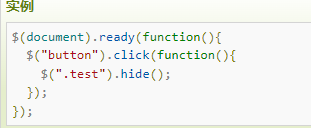 实例
$(document).ready(function(){
  $("button").click(function(){
    $(".test").hide();
  });
});